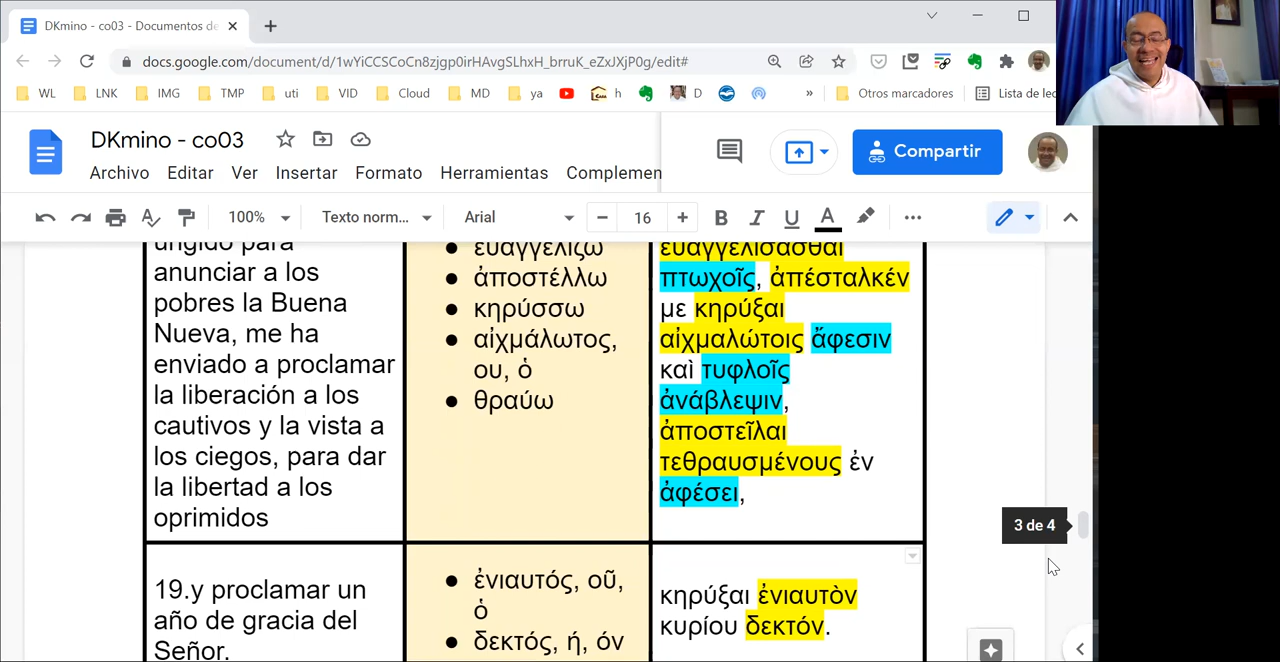 DKmino - co03 - Documentos de
docs.google.com/document/d/1wYiCCSCoCn8zjgp0irHAvgSLhxH_brruK_eZxJXjP0g/edit#
WL LNK IMG TMP uti VID Cloud MD ya h D » Otros marcadores Lista de lec
DKmino - co03
Compartir
Archivo Editar Ver Insertar Formato Herramientas Complemen
100% Texto norm... Arial 16 B I U A
ungido para
anunciar a los
pobres la Buena
Nueva, me ha
enviado a proclamar
la liberación a los
cautivos y la vista a
los ciegos, para dar
la libertad a los
oprimidos
● εὐαγγελίζω
● ἀποστέλλω
● κηρύσσω
● αἰχμάλωτος,
ου, ὁ
● θραύω
εὐαγγελίσασθαι
πτωχοῖς, ἀπέσταλκέν
με κηρύξαι
αἰχμαλώτοις ἄφεσιν
καὶ τυφλοῖς
ἀνάβλεψιν,
ἀποστεῖλαι
τεθραυσμένους ἐν
ἀφέσει,
3 de 4
19.y proclamar un
año de gracia del
Señor.
● ἐνιαυτός, οῦ,
ὁ
● δεκτός, ή, όν
κηρύξαι ἐνιαυτὸν
κυρίου δεκτόν.